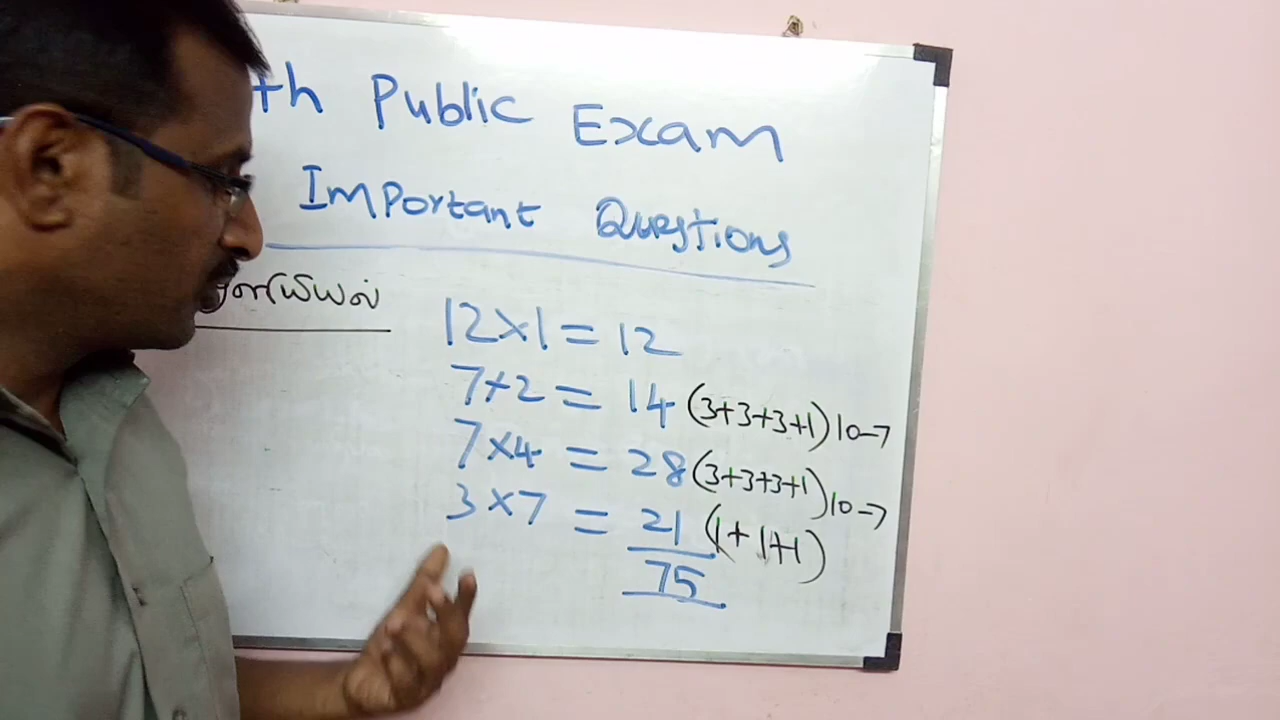 th Public Exam
Important Questions
12×1=12
7+2 = 14 (3+3+3+1) 10-7
7×4 = 28 (3+3+3+1) 10-7
3×7 = 21 (1+1+1)
75